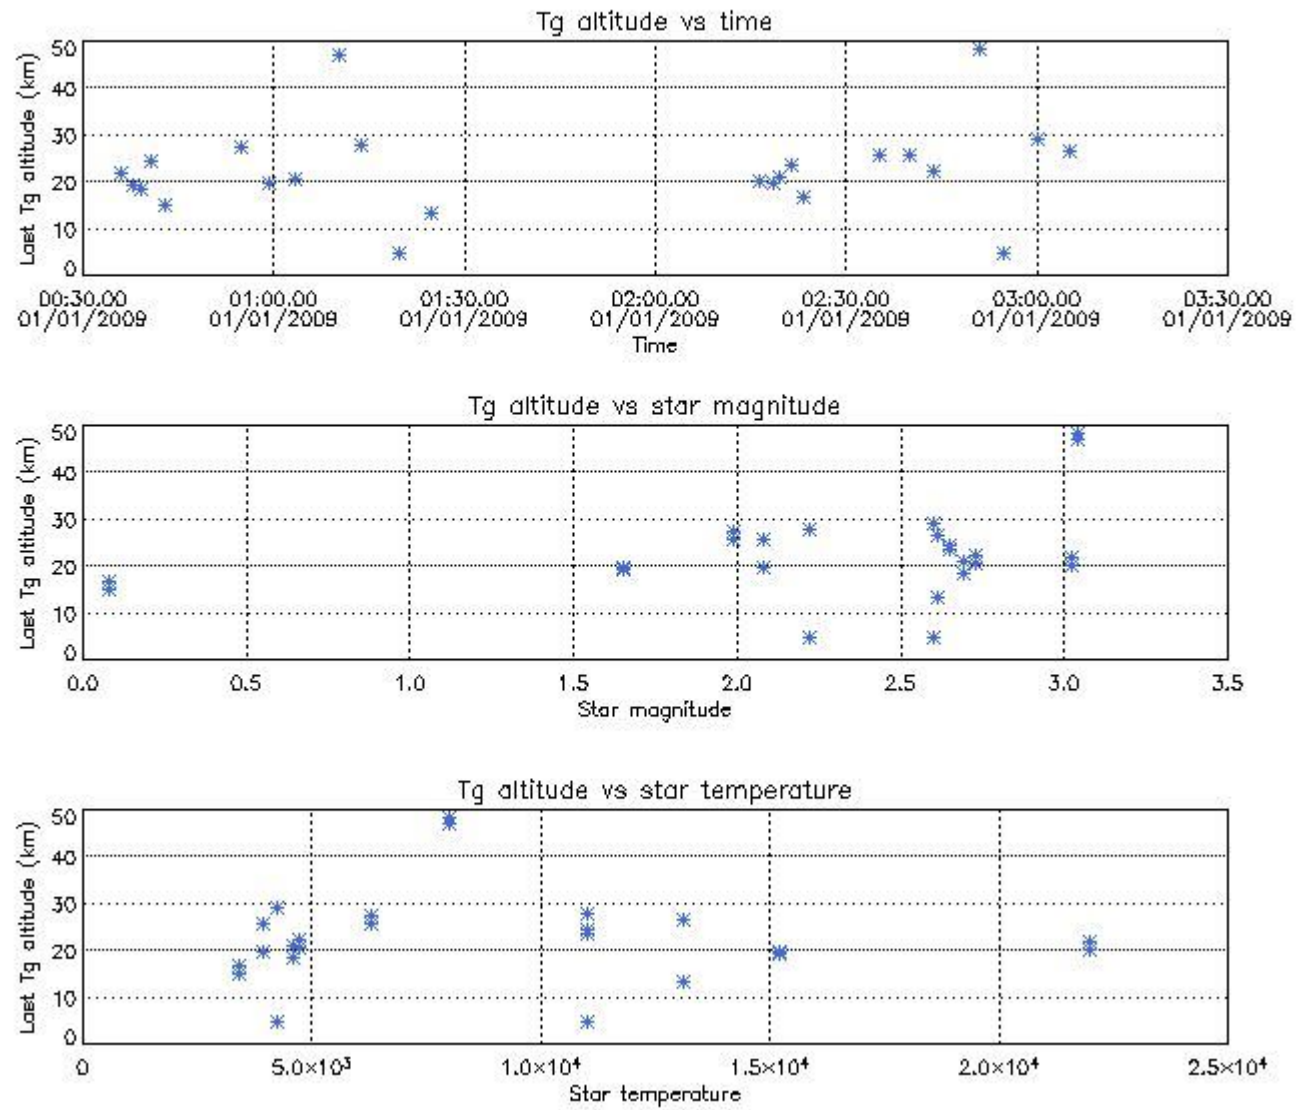 Tg altitude vs time
Last Tg altitude (km)
50
40
30
20
10
0
00:30.00 01:00.00 01:30.00 02:00.00 02:30.00 03:00.00 03:30.00
01/01/2009 01/01/2009 01/01/2009 01/01/2009 01/01/2009 01/01/2009 01/01/2009
Time
Tg altitude vs star magnitude
Last Tg altitude (km)
50
40
30
20
10
0
0.0 0.5 1.0 1.5 2.0 2.5 3.0 3.5
Star magnitude
Tg altitude vs star temperature
Last Tg altitude (km)
50
40
30
20
10
0
0 5.0×10³ 1.0×10⁴ 1.5×10⁴ 2.0×10⁴ 2.5×10⁴
Star temperature